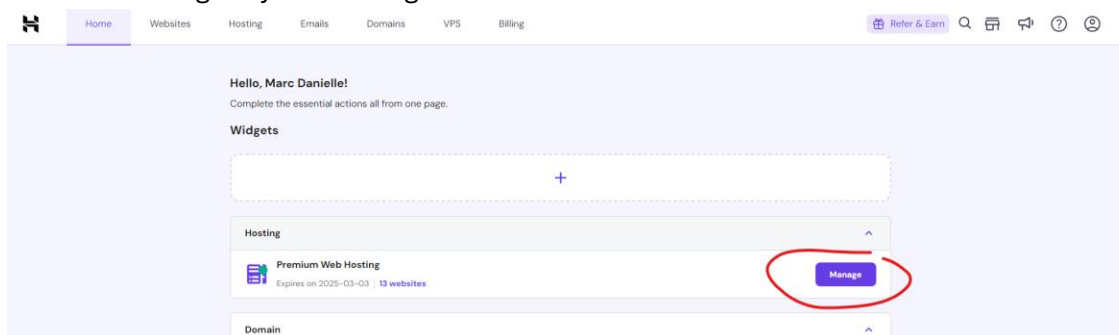 Home Websites Hosting Emails Domains VPS Billing Refer & Earn
Hello, Marc Danielle!
Complete the essential actions all from one page.
Widgets
+
Hosting
Premium Web Hosting
Manage
Expires on 2025-03-03 | 13 websites
Domain